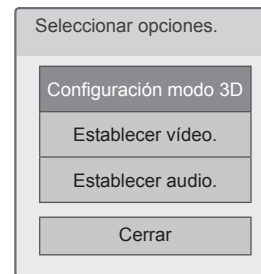 Seleccionar opciones.
Configuración modo 3D
Establecer vídeo.
Establecer audio.
Cerrar